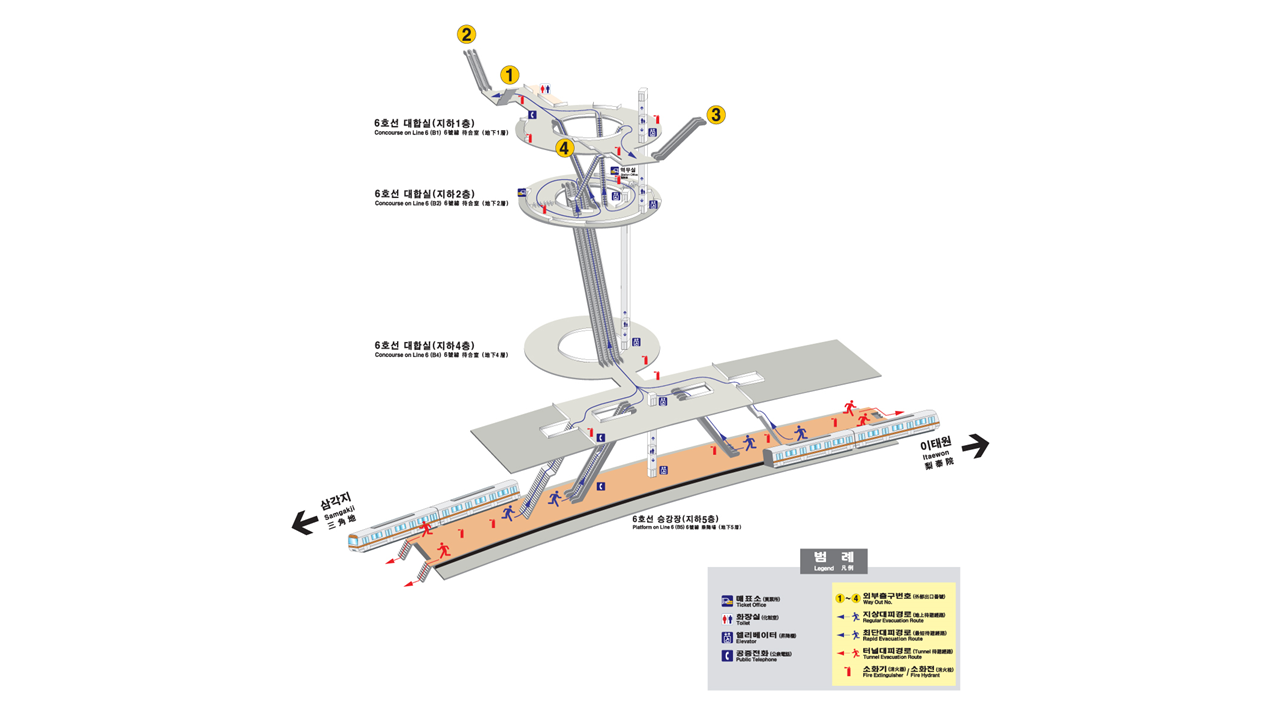 2
1
3
6호선 대합실(지하1층)
Concourse on Line 6 (B1) 6號線 待合室 (地下1層)
4
역무실
Station Office
6호선 대합실(지하2층)
Concourse on Line 6 (B2) 6號線 待合室 (地下2層)
6호선 대합실(지하4층)
Concourse on Line 6 (B4) 6號線 待合室 (地下4層)
이태원
Itaewon
梨泰院
삼각지
Samgakji
三角地
6호선 승강장(지하5층)
Platform on Line 6 (B5) 6號線 乘降場 (地下5層)
범 례
Legend 凡例
매표소(賣票所)
Ticket Office
화장실(化粧室)
Toilet
엘리베이터(昇降機)
Elevator
공중전화(公衆電話)
Public Telephone
1~4 외부출구번호(外部出口番號)
Way Out No.
지상대피경로(地上待避經路)
Regular Evacuation Route
최단대피경로(最短待避經路)
Rapid Evacuation Route
터널대피경로(Tunnel 待避經路)
Tunnel Evacuation Route
소화기(消火器) / 소화전(消火栓)
Fire Extinguisher / Fire Hydrant